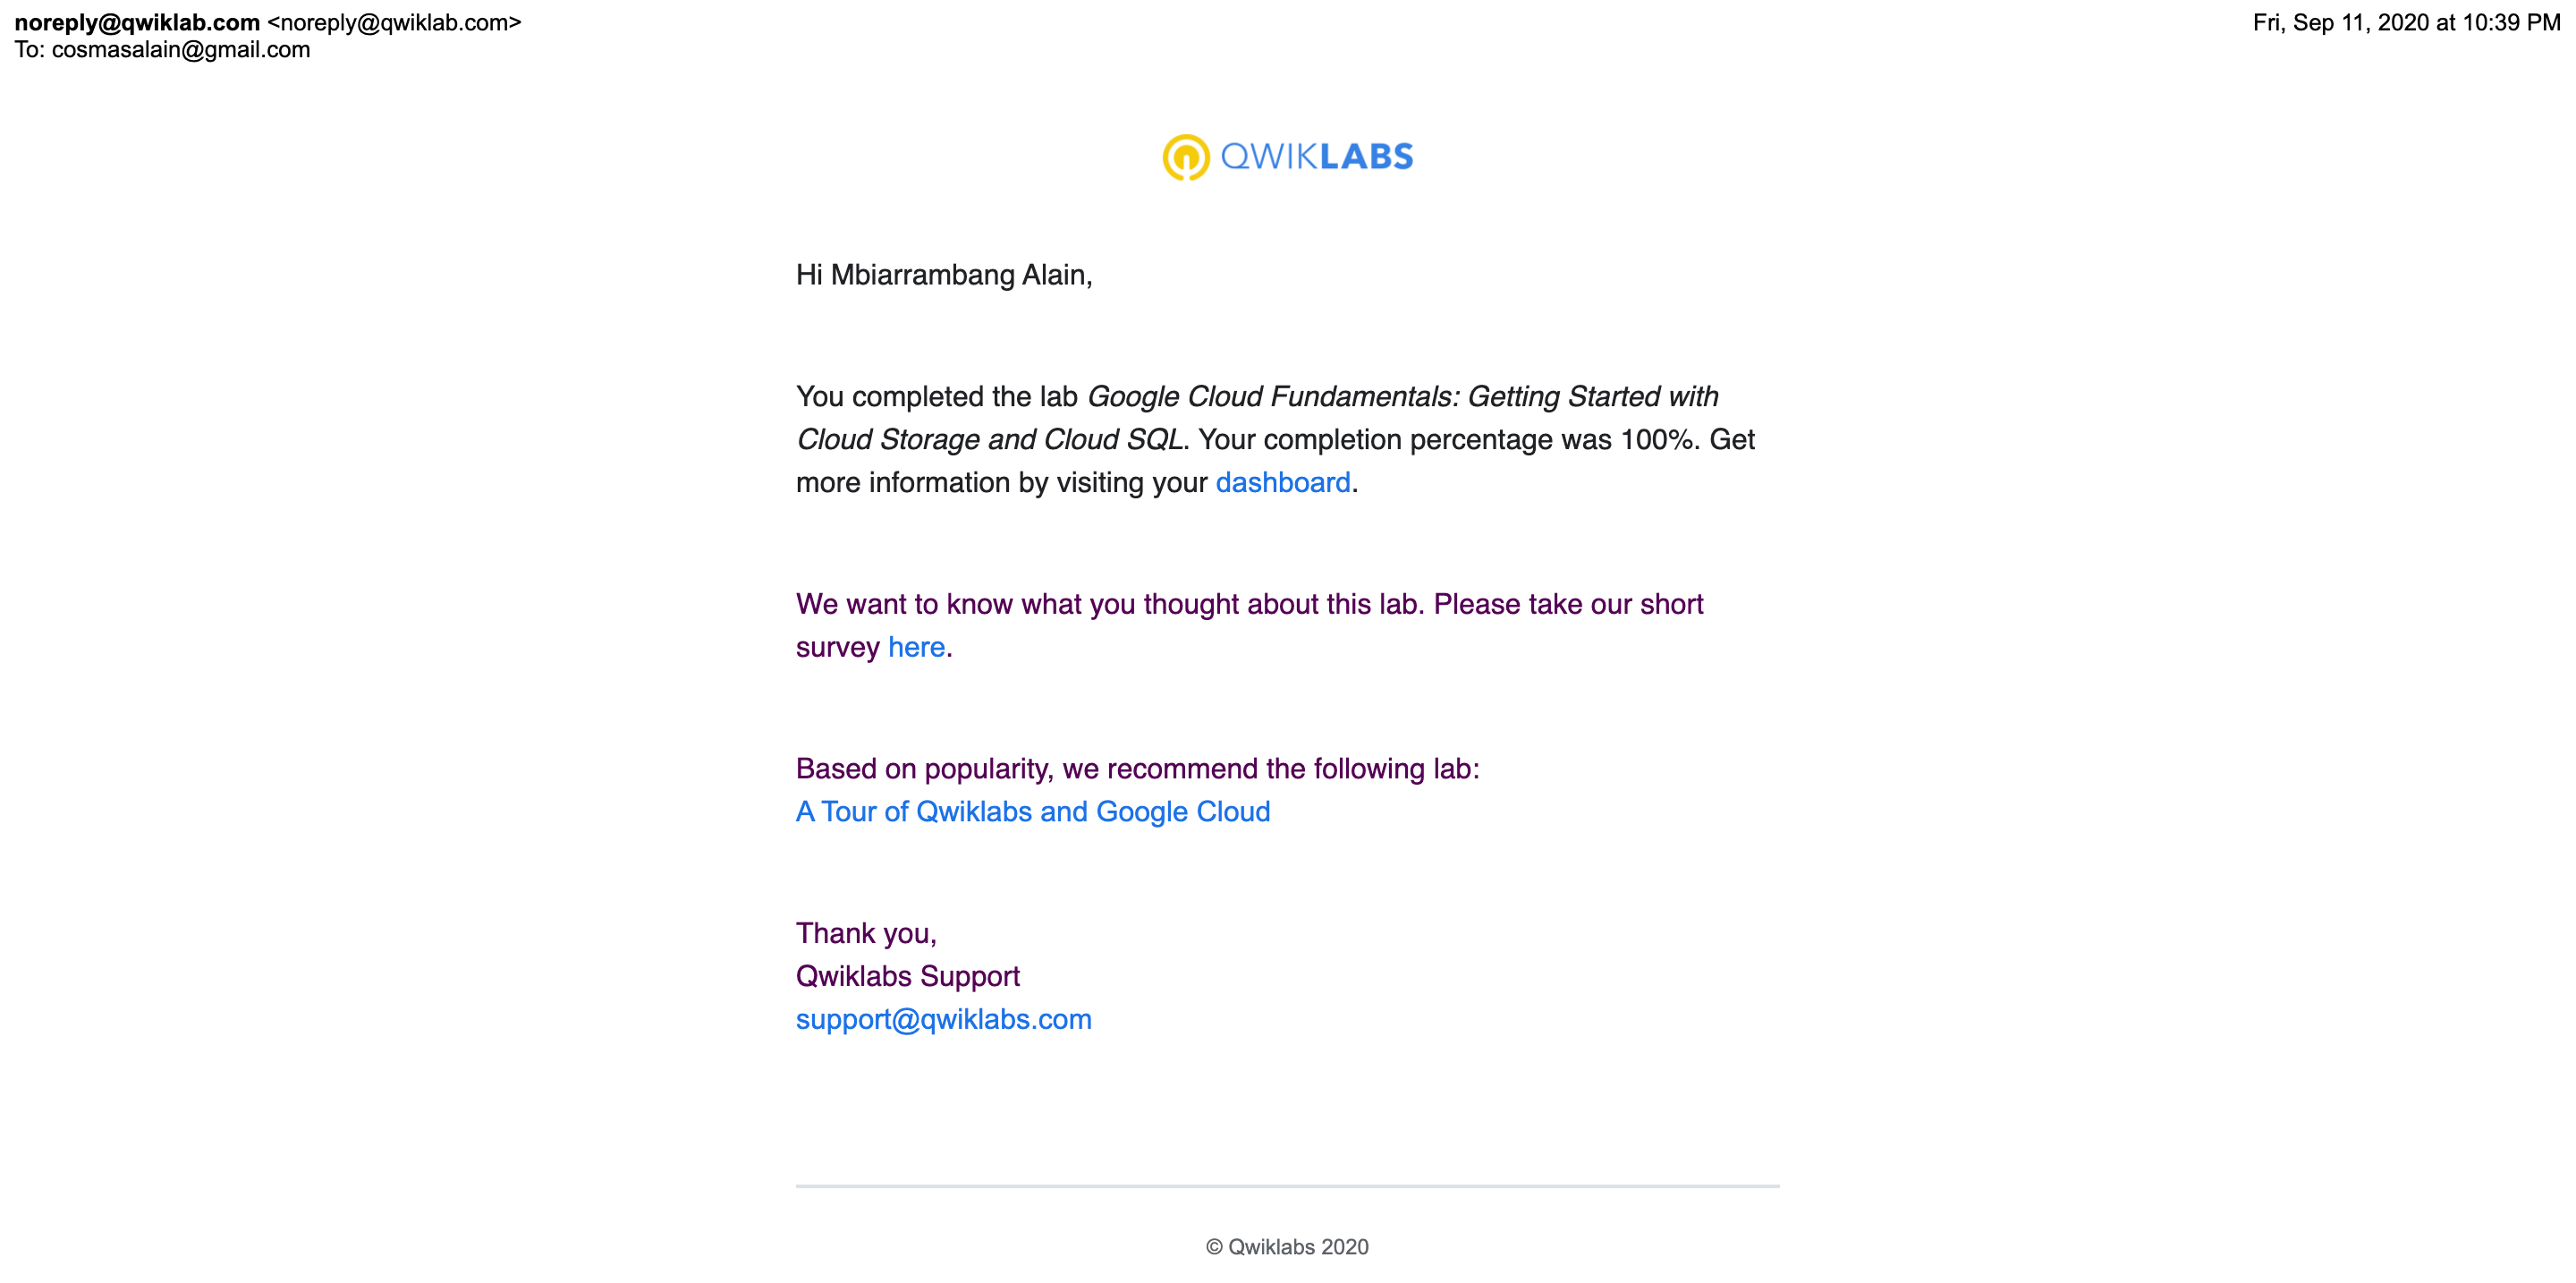 noreply@qwiklab.com <noreply@qwiklab.com>
Fri, Sep 11, 2020 at 10:39 PM
To: cosmasalain@gmail.com
QWIKLABS
Hi Mbiarrambang Alain,
You completed the lab Google Cloud Fundamentals: Getting Started with
Cloud Storage and Cloud SQL. Your completion percentage was 100%. Get
more information by visiting your dashboard.
We want to know what you thought about this lab. Please take our short
survey here.
Based on popularity, we recommend the following lab:
A Tour of Qwiklabs and Google Cloud
Thank you,
Qwiklabs Support
support@qwiklabs.com
© Qwiklabs 2020